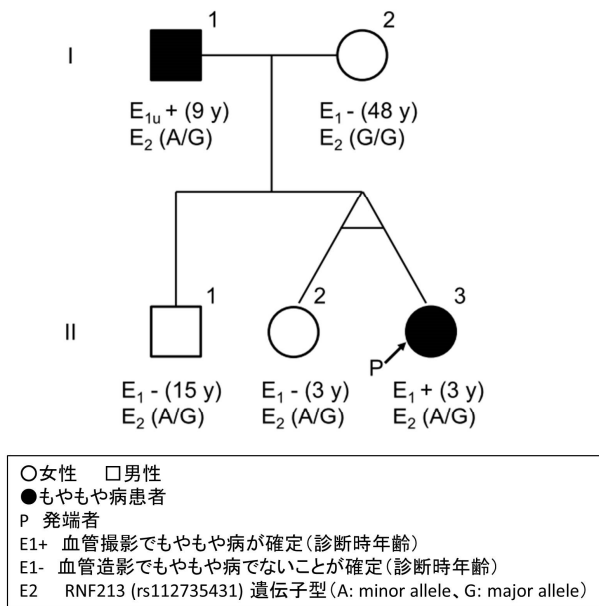 1 2
I
E1u + (9 y) E1 - (48 y)
E2 (A/G) E2 (G/G)
1 2 3
II
P
E1 - (15 y) E1 - (3 y) E1 + (3 y)
E2 (A/G) E2 (A/G) E2 (A/G)
○女性 □男性
●もやもや病患者
P 発端者
E1+ 血管撮影でもやもや病が確定(診断時年齢)
E1- 血管造影でもやもや病でないことが確定(診断時年齢)
E2 RNF213 (rs112735431) 遺伝子型(A: minor allele、G: major allele)